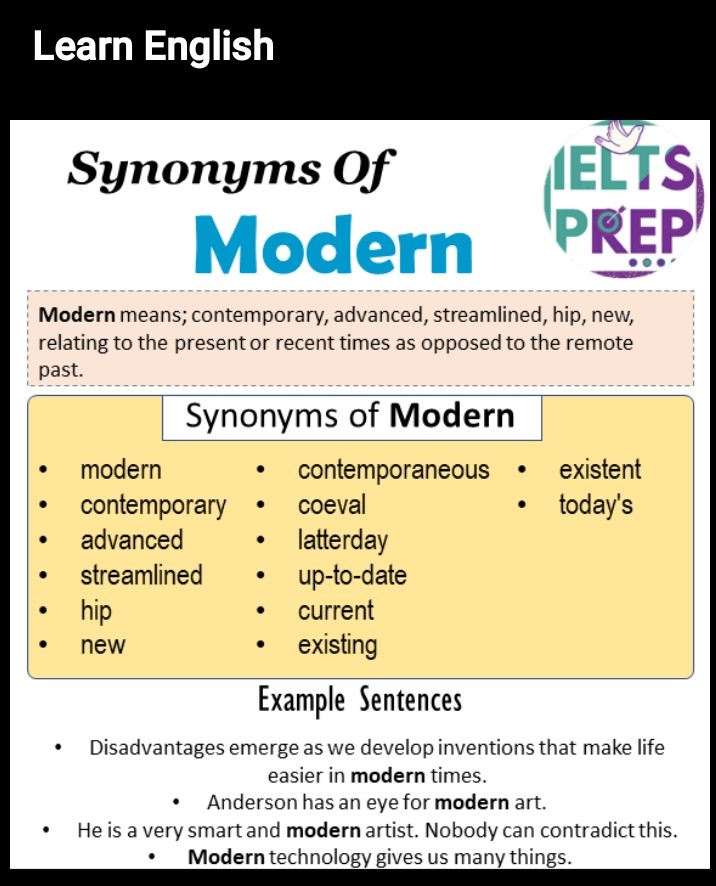 Learn English
Synonyms Of
IELTS
PREP
Modern
Modern means; contemporary, advanced, streamlined, hip, new,
relating to the present or recent times as opposed to the remote
past.
Synonyms of Modern
• modern
• contemporary
• advanced
• streamlined
• hip
• new
• contemporaneous
• coeval
• latterday
• up-to-date
• current
• existing
• existent
• today's
Example Sentences
• Disadvantages emerge as we develop inventions that make life
easier in modern times.
• Anderson has an eye for modern art.
• He is a very smart and modern artist. Nobody can contradict this.
• Modern technology gives us many things.